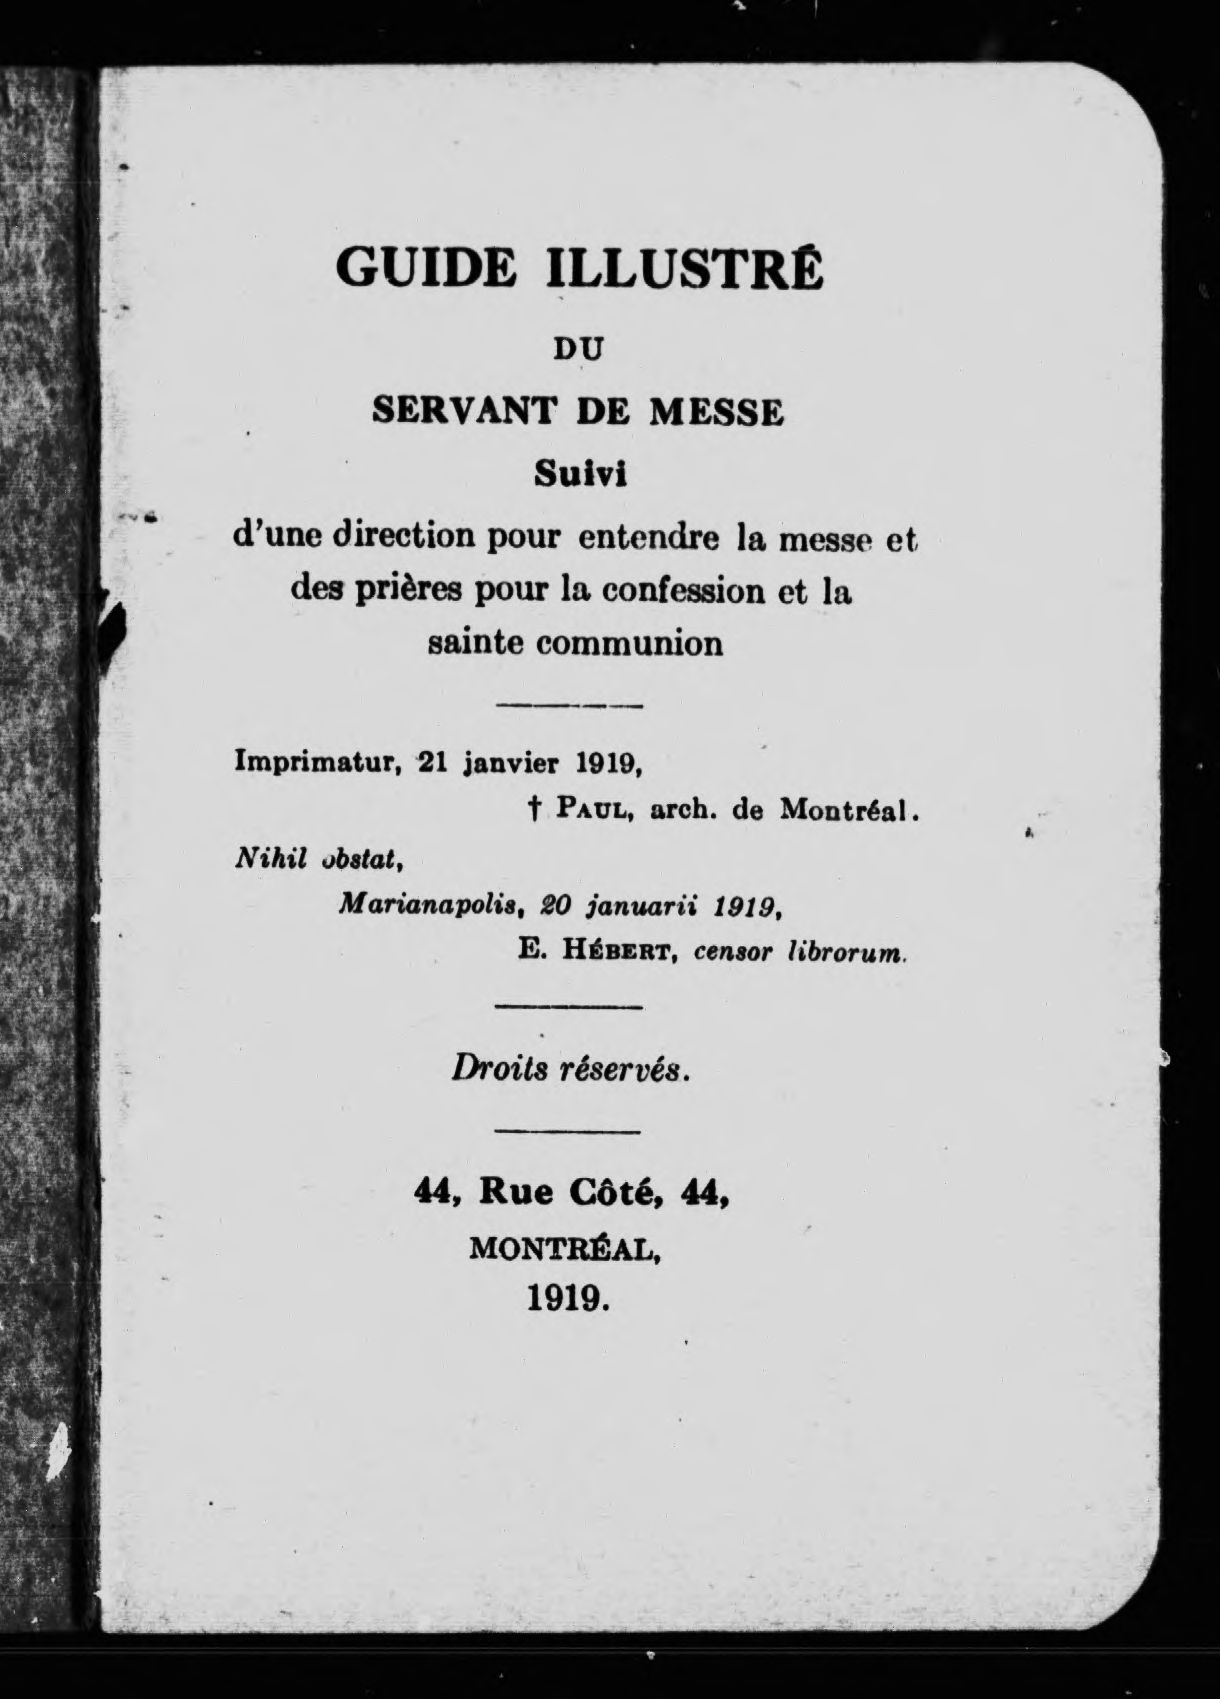 GUIDE ILLUSTRÉ
DU
SERVANT DE MESSE
Suivi
d'une direction pour entendre la messe et
des prières pour la confession et la
sainte communion
Imprimatur, 21 janvier 1919,
† PAUL, arch. de Montréal.
Nihil obstat,
Marianapolis, 20 januarii 1919,
E. HÉBERT, censor librorum.
Droits réservés.
44, Rue Côté, 44,
MONTRÉAL,
1919.